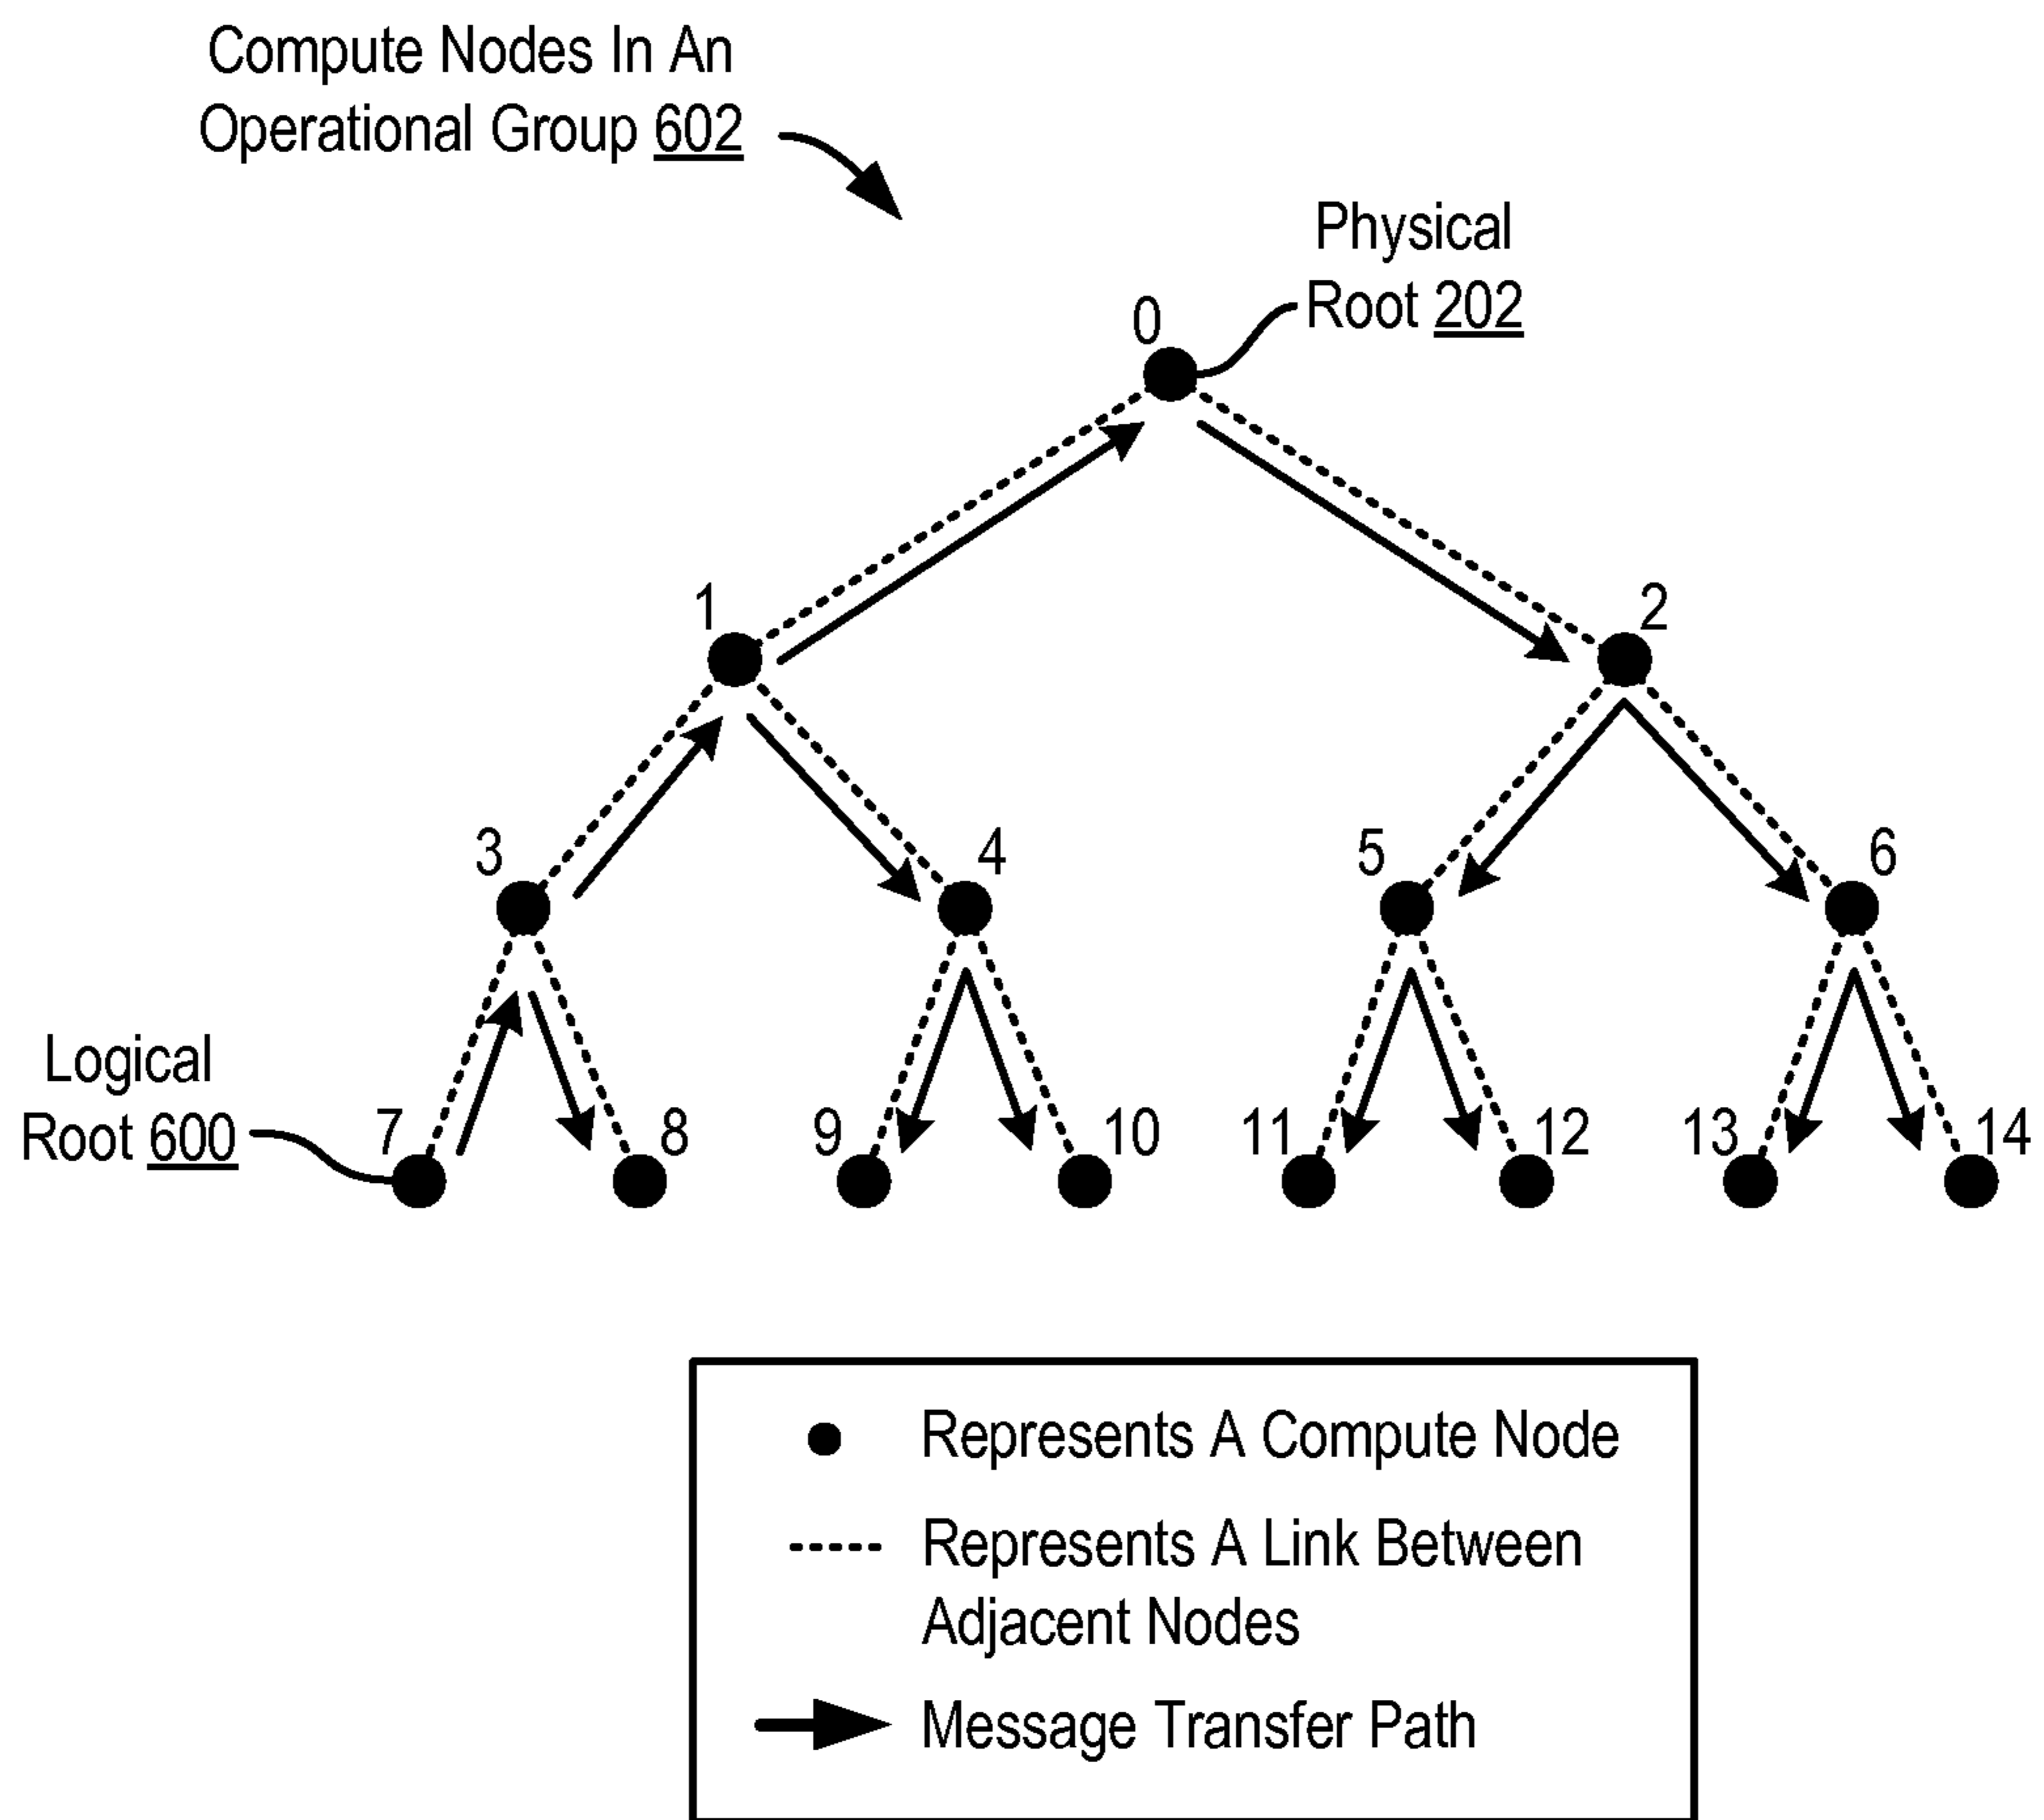 Compute Nodes In An
Operational Group 602
Physical
Root 202
0
1
2
3
4
5
6
Logical
Root 600
7
8
9
10
11
12
13
14
Represents A Compute Node
Represents A Link Between
Adjacent Nodes
Message Transfer Path